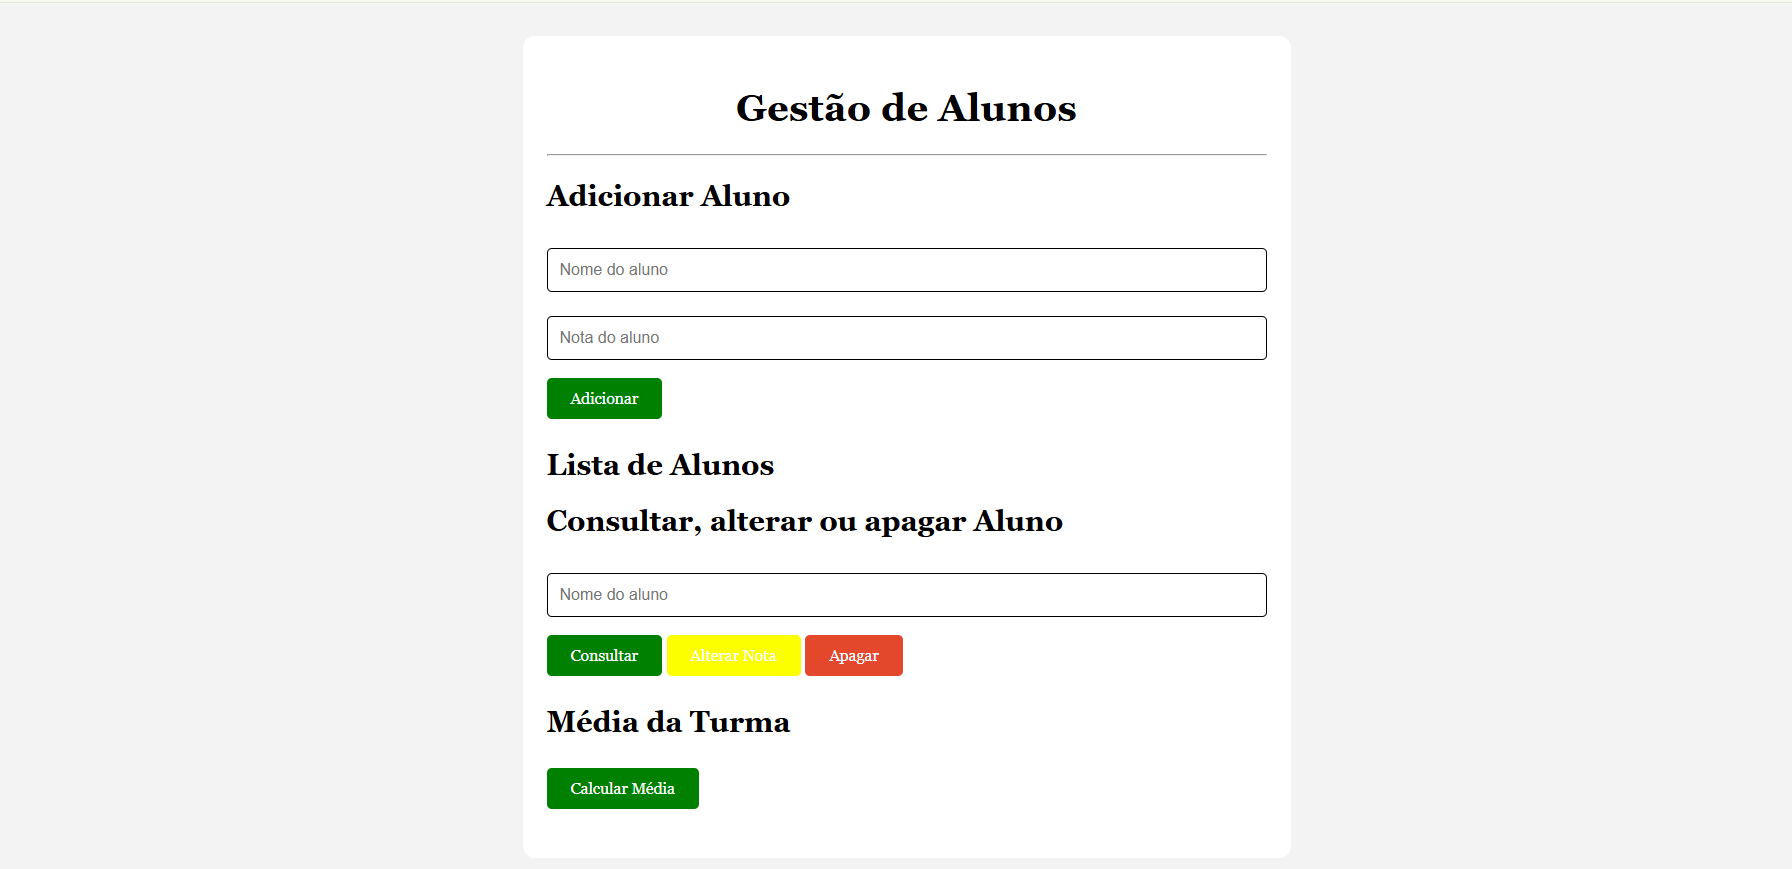 Gestão de Alunos
Adicionar Aluno
Nome do aluno
Nota do aluno
Adicionar
Lista de Alunos
Consultar, alterar ou apagar Aluno
Nome do aluno
Consultar Alterar Nota Apagar
Média da Turma
Calcular Média